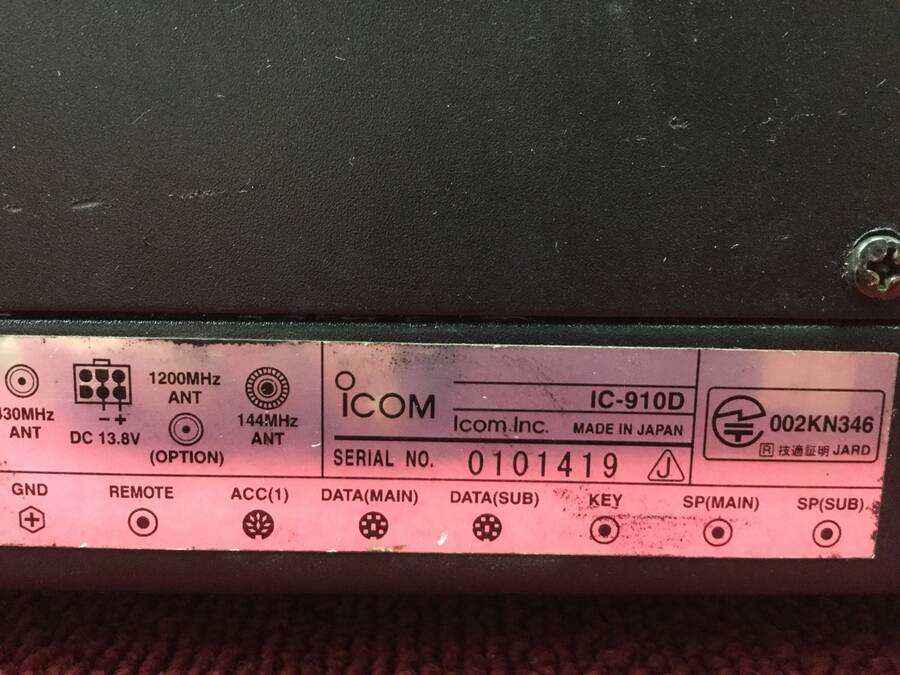 430MHz
ANT
DC 13.8V
1200MHz
ANT
(OPTION)
144MHz
ANT
ICOM
IC-910D
Icom Inc. MADE IN JAPAN
SERIAL NO. 0101419 J
002KN346
R 技適証明 JARD
GND REMOTE ACC(1) DATA(MAIN) DATA(SUB) KEY SP(MAIN) SP(SUB)